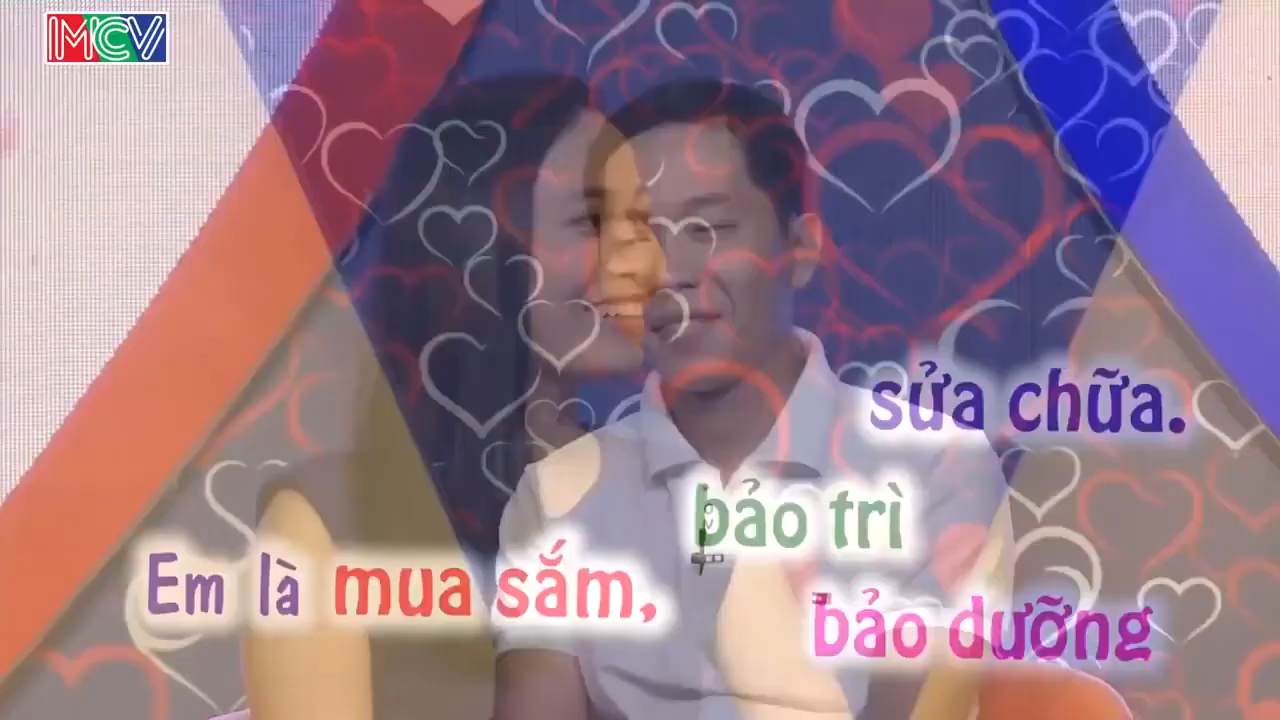 MCV
sửa chữa.
bảo trì
Em là mua sắm,
bảo dưỡng